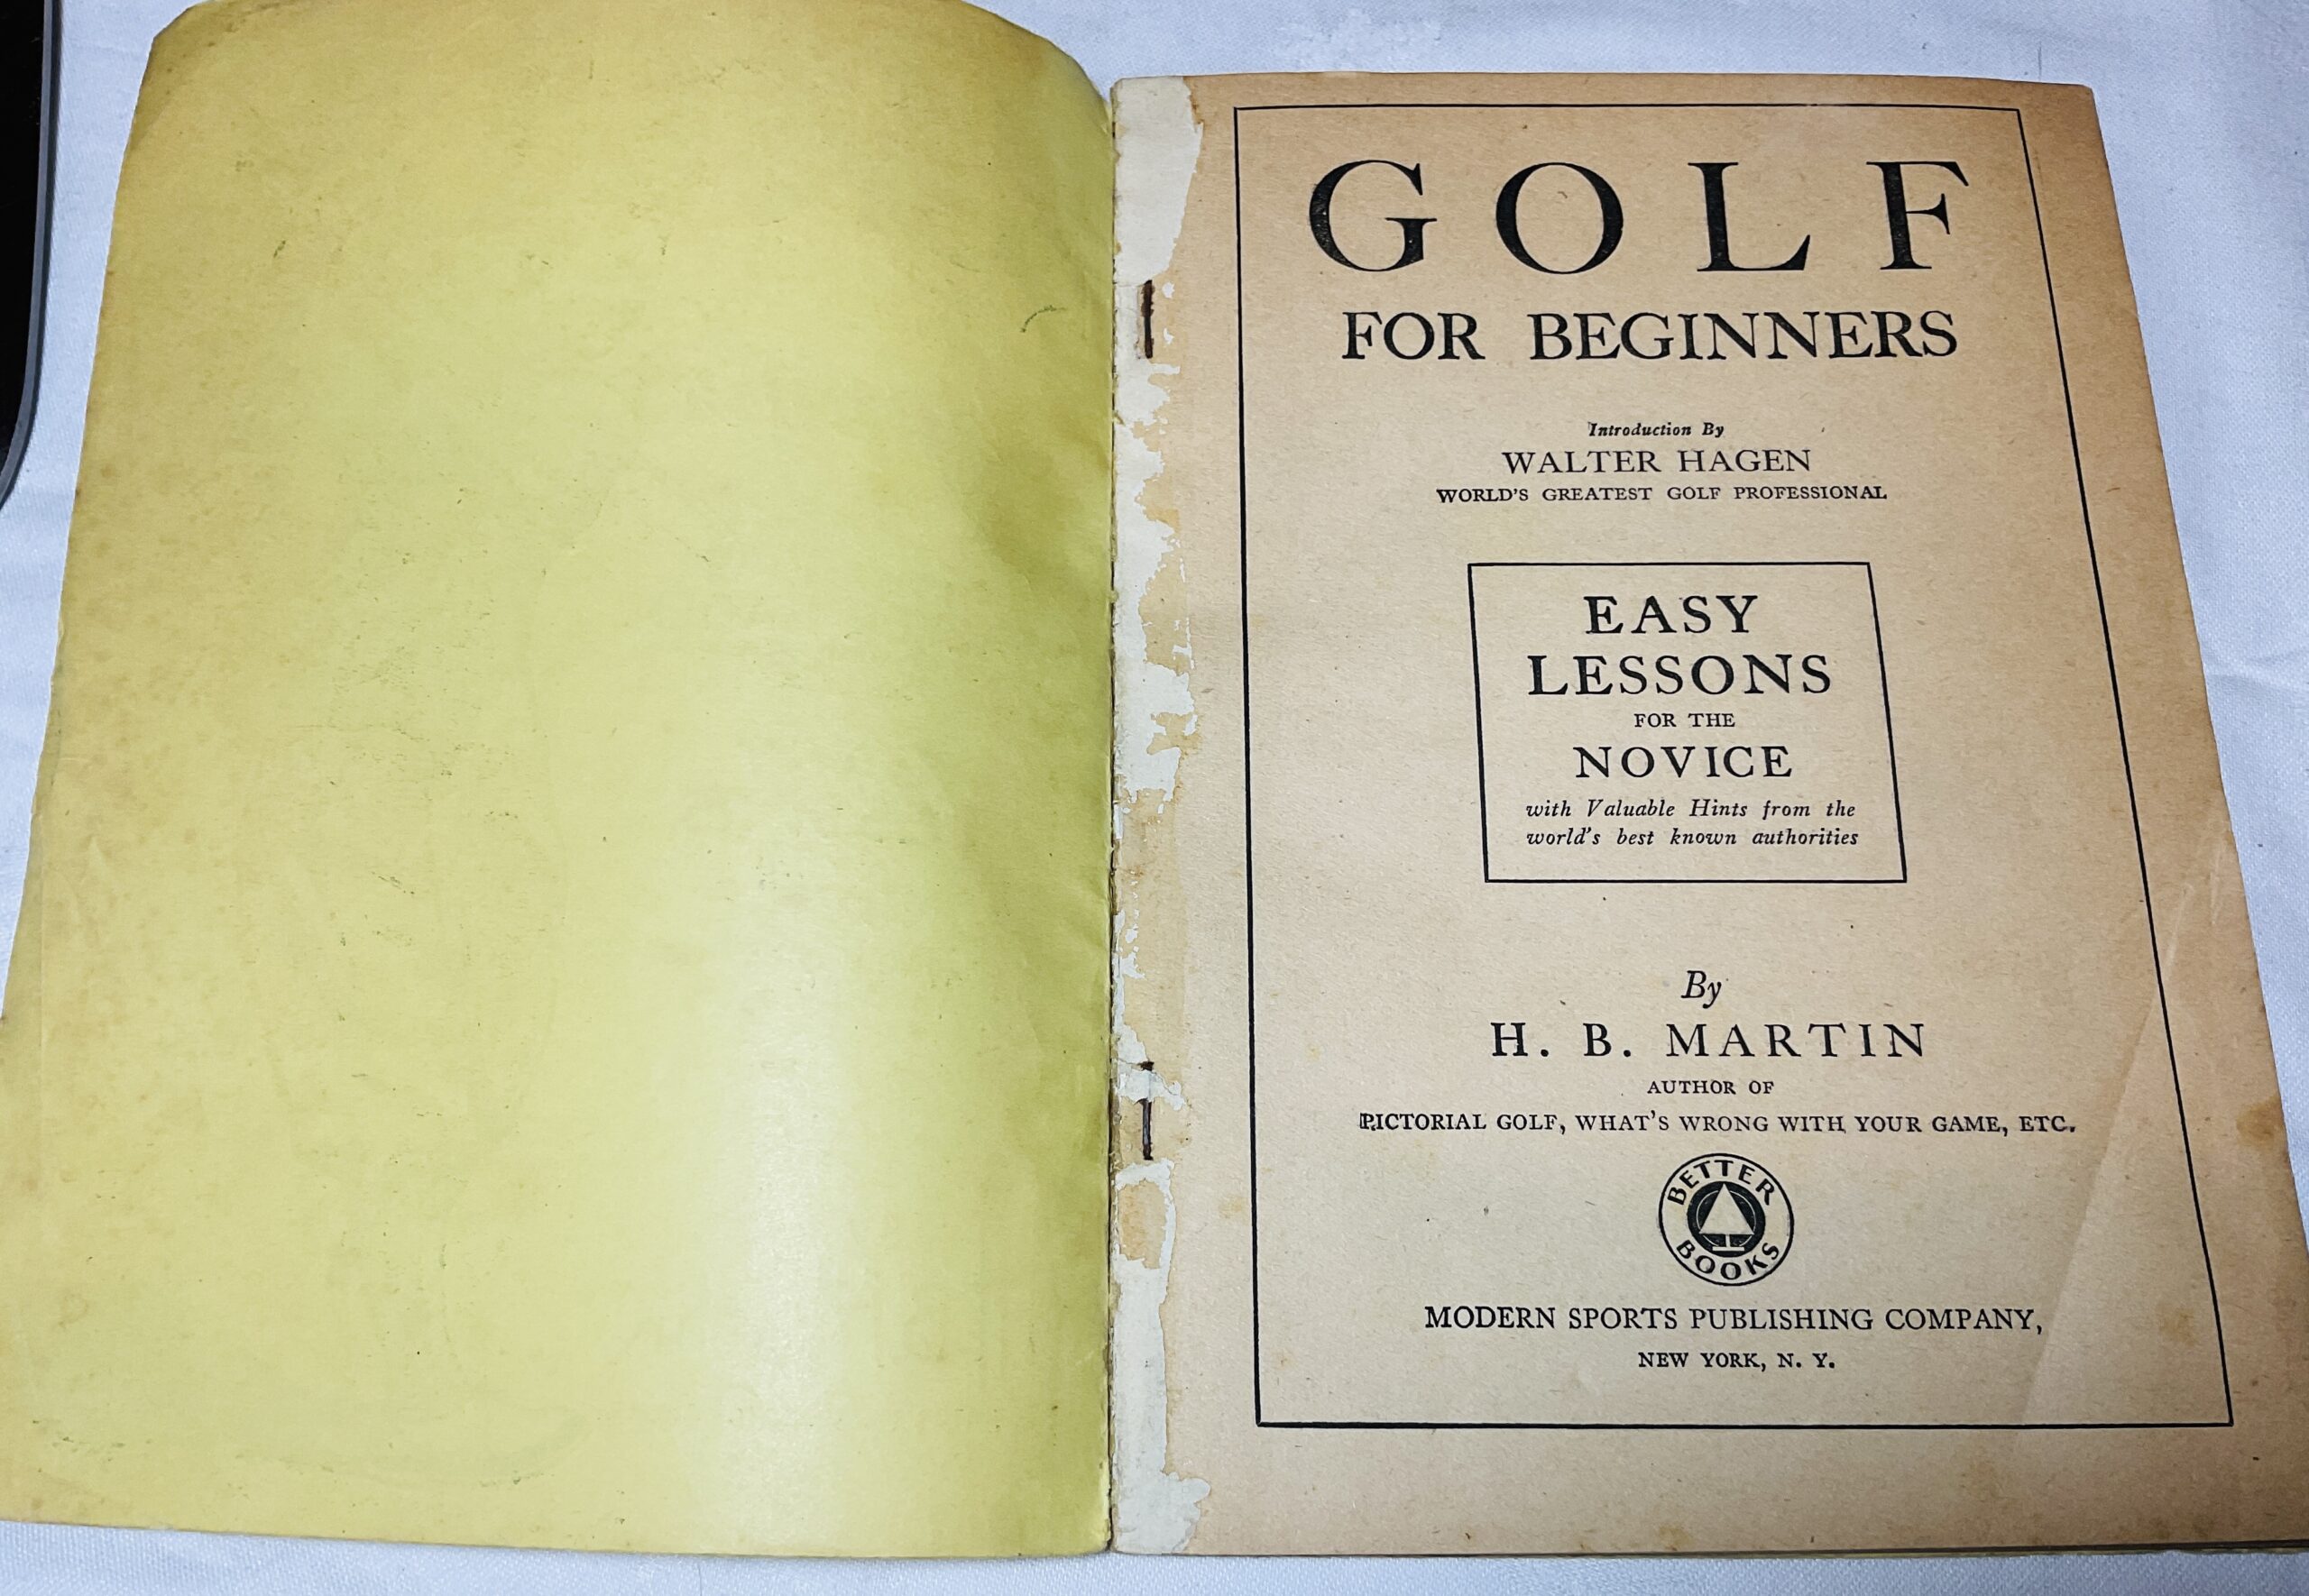 GOLF
FOR BEGINNERS
Introduction By
WALTER HAGEN
WORLD'S GREATEST GOLF PROFESSIONAL
EASY
LESSONS
FOR THE
NOVICE
with Valuable Hints from the
world's best known authorities
By
H. B. MARTIN
AUTHOR OF
PICTORIAL GOLF, WHAT'S WRONG WITH YOUR GAME, ETC.
BETTER
BOOKS
MODERN SPORTS PUBLISHING COMPANY,
NEW YORK, N. Y.